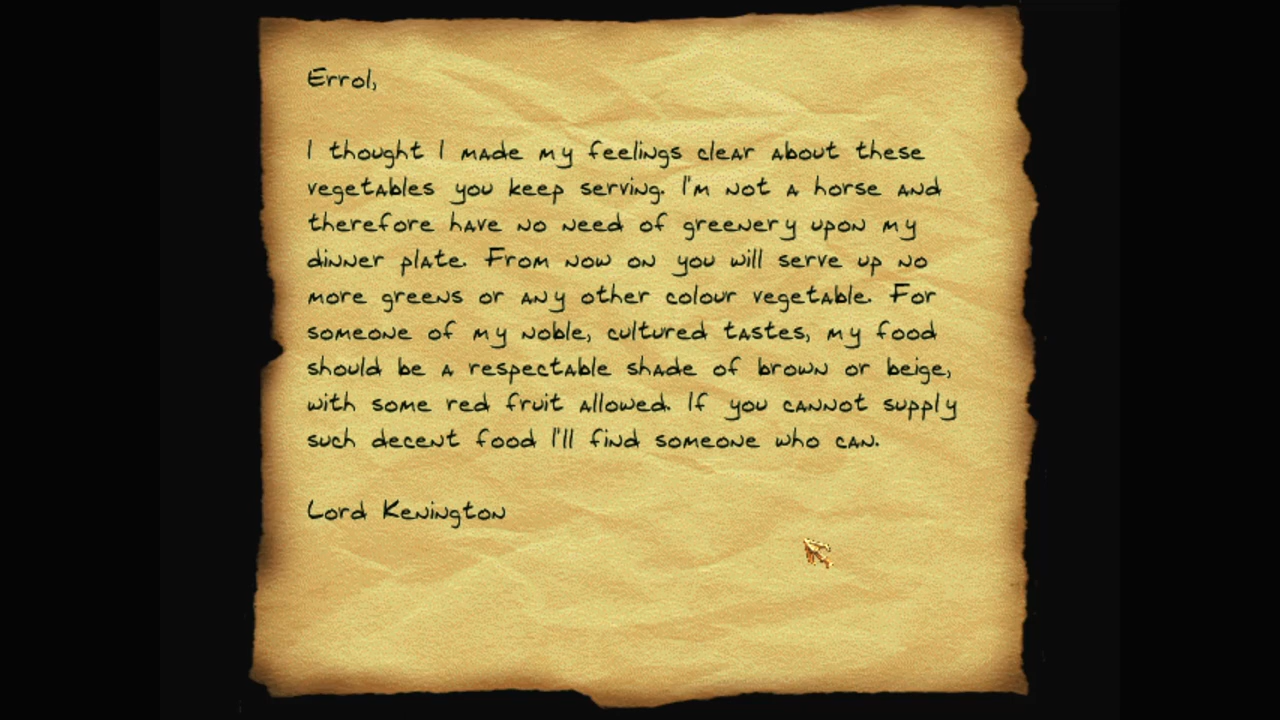 Errol,
I thought I made my feelings clear about these
vegetables you keep serving. I'm not a horse and
therefore have no need of greenery upon my
dinner plate. From now on you will serve up no
more greens or any other colour vegetable. For
someone of my noble, cultured tastes, my food
should be a respectable shade of brown or beige,
with some red fruit allowed. If you cannot supply
such decent food I'll find someone who can.
Lord Kenington